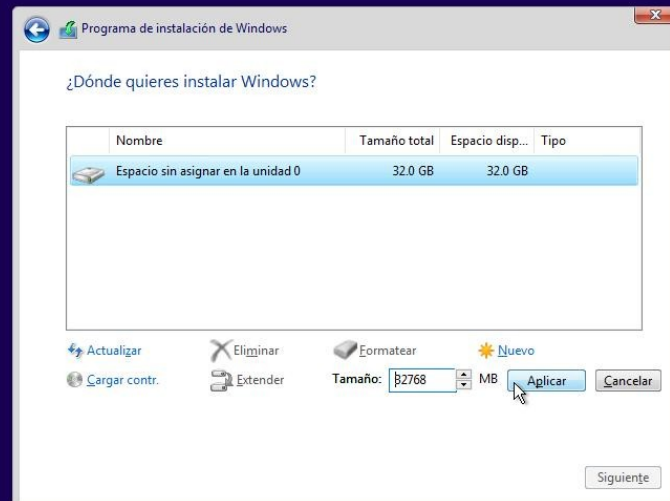 Programa de instalación de Windows
¿Dónde quieres instalar Windows?
Nombre Tamaño total Espacio disp... Tipo
Espacio sin asignar en la unidad 0 32.0 GB 32.0 GB
Actualizar Eliminar Formatear Nuevo
Cargar contr. Extender Tamaño: 32768 MB Aplicar Cancelar
Siguiente